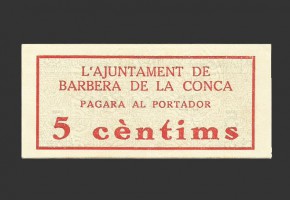 L'AJUNTAMENT DE
BARBERA DE LA CONCA
PAGARA AL PORTADOR
5 cèntims